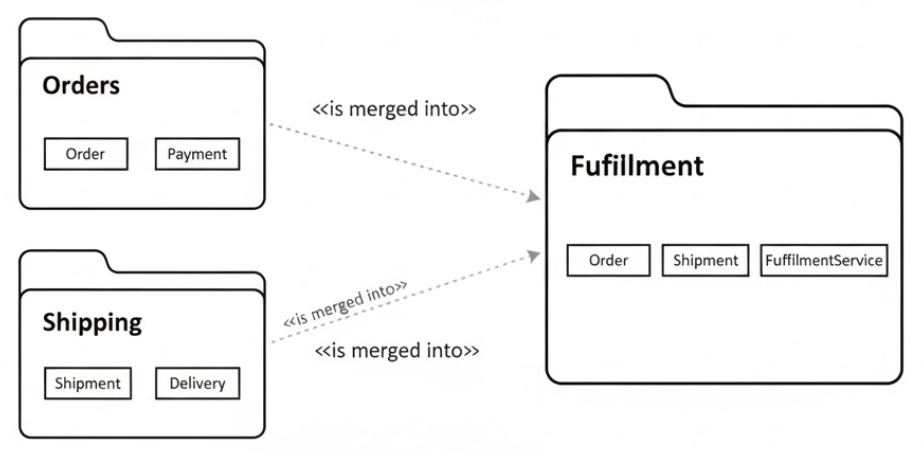 Orders
<<is merged into>>
Order
Payment
Fufillment
Order
Shipment
FuffilmentService
Shipping
<<is merged into>>
<<is merged into>>
Shipment
Delivery